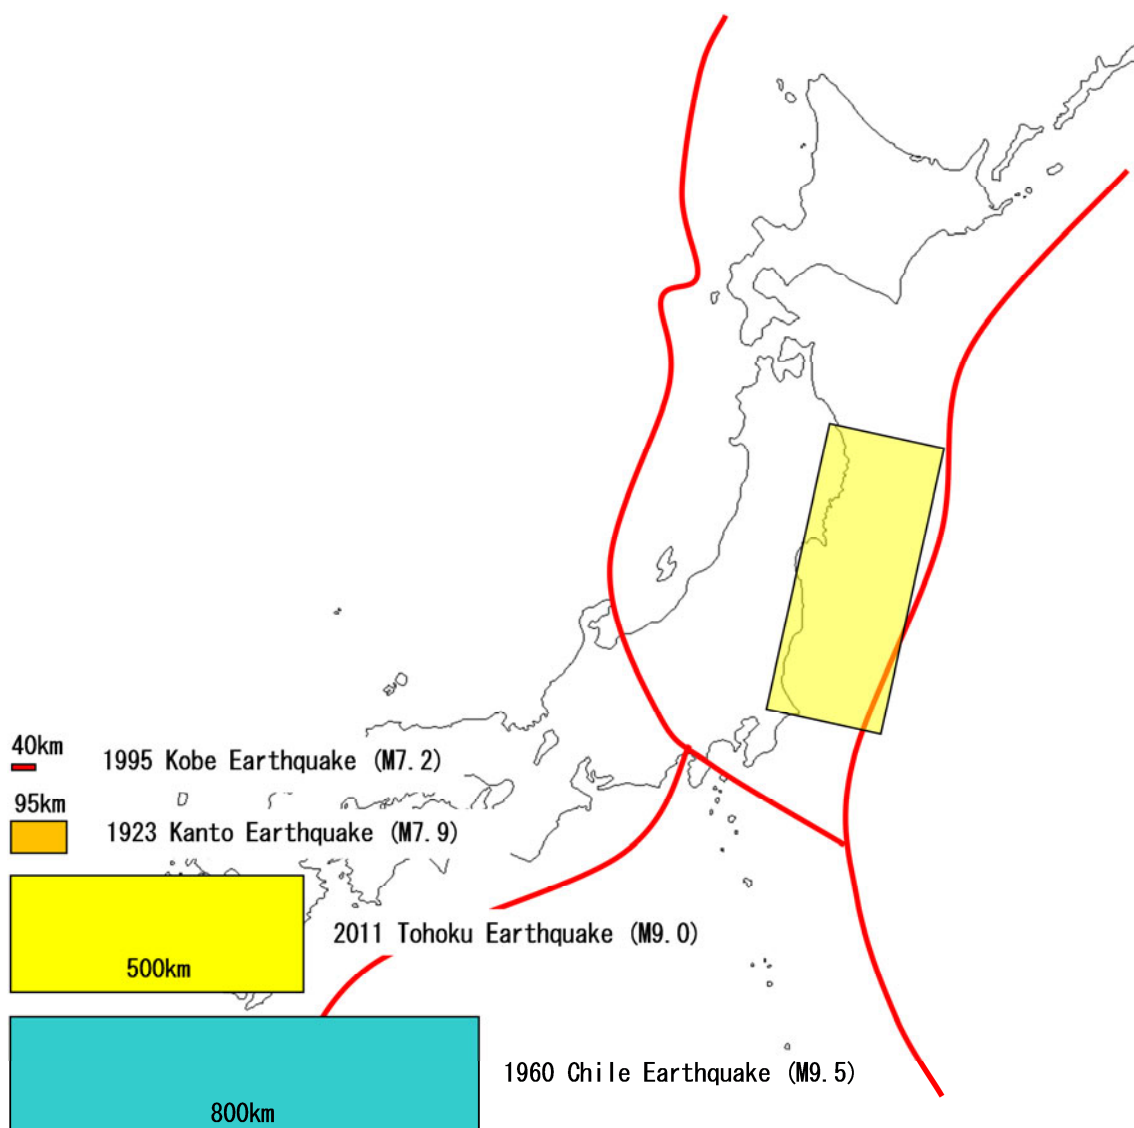 40km
1995 Kobe Earthquake (M7.2)
95km
1923 Kanto Earthquake (M7.9)
2011 Tohoku Earthquake (M9.0)
500km
1960 Chile Earthquake (M9.5)
800km